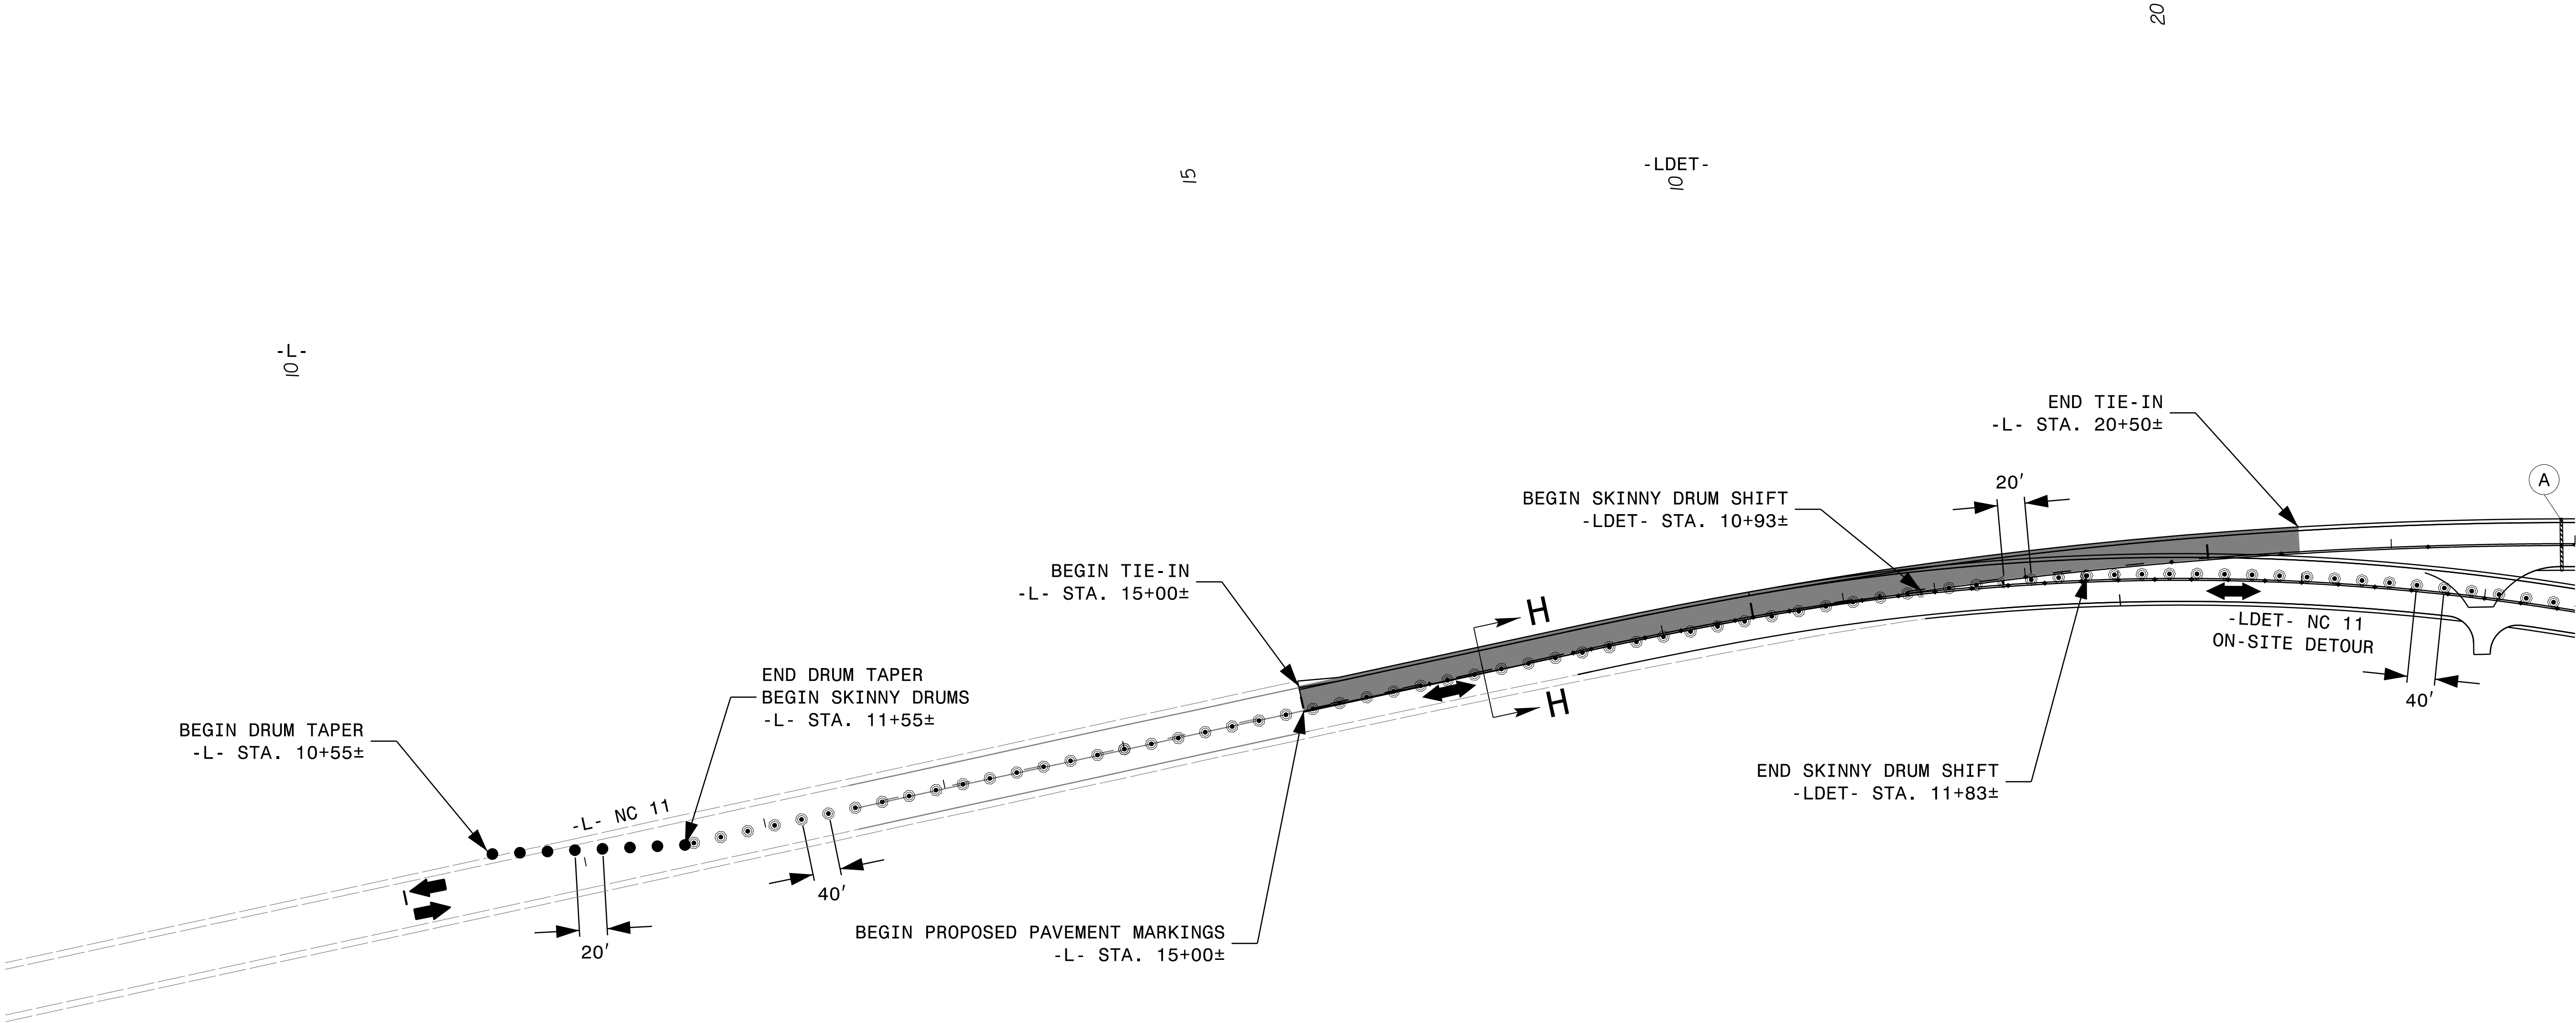 20
15
-LDET-
10
-L-
10
END TIE-IN
-L- STA. 20+50±
20'
A
BEGIN SKINNY DRUM SHIFT
-LDET- STA. 10+93±
BEGIN TIE-IN
-L- STA. 15+00±
H
H
-LDET- NC 11
ON-SITE DETOUR
40'
END DRUM TAPER
BEGIN SKINNY DRUMS
-L- STA. 11+55±
BEGIN DRUM TAPER
-L- STA. 10+55±
END SKINNY DRUM SHIFT
-LDET- STA. 11+83±
-L- NC 11
40'
20'
BEGIN PROPOSED PAVEMENT MARKINGS
-L- STA. 15+00±